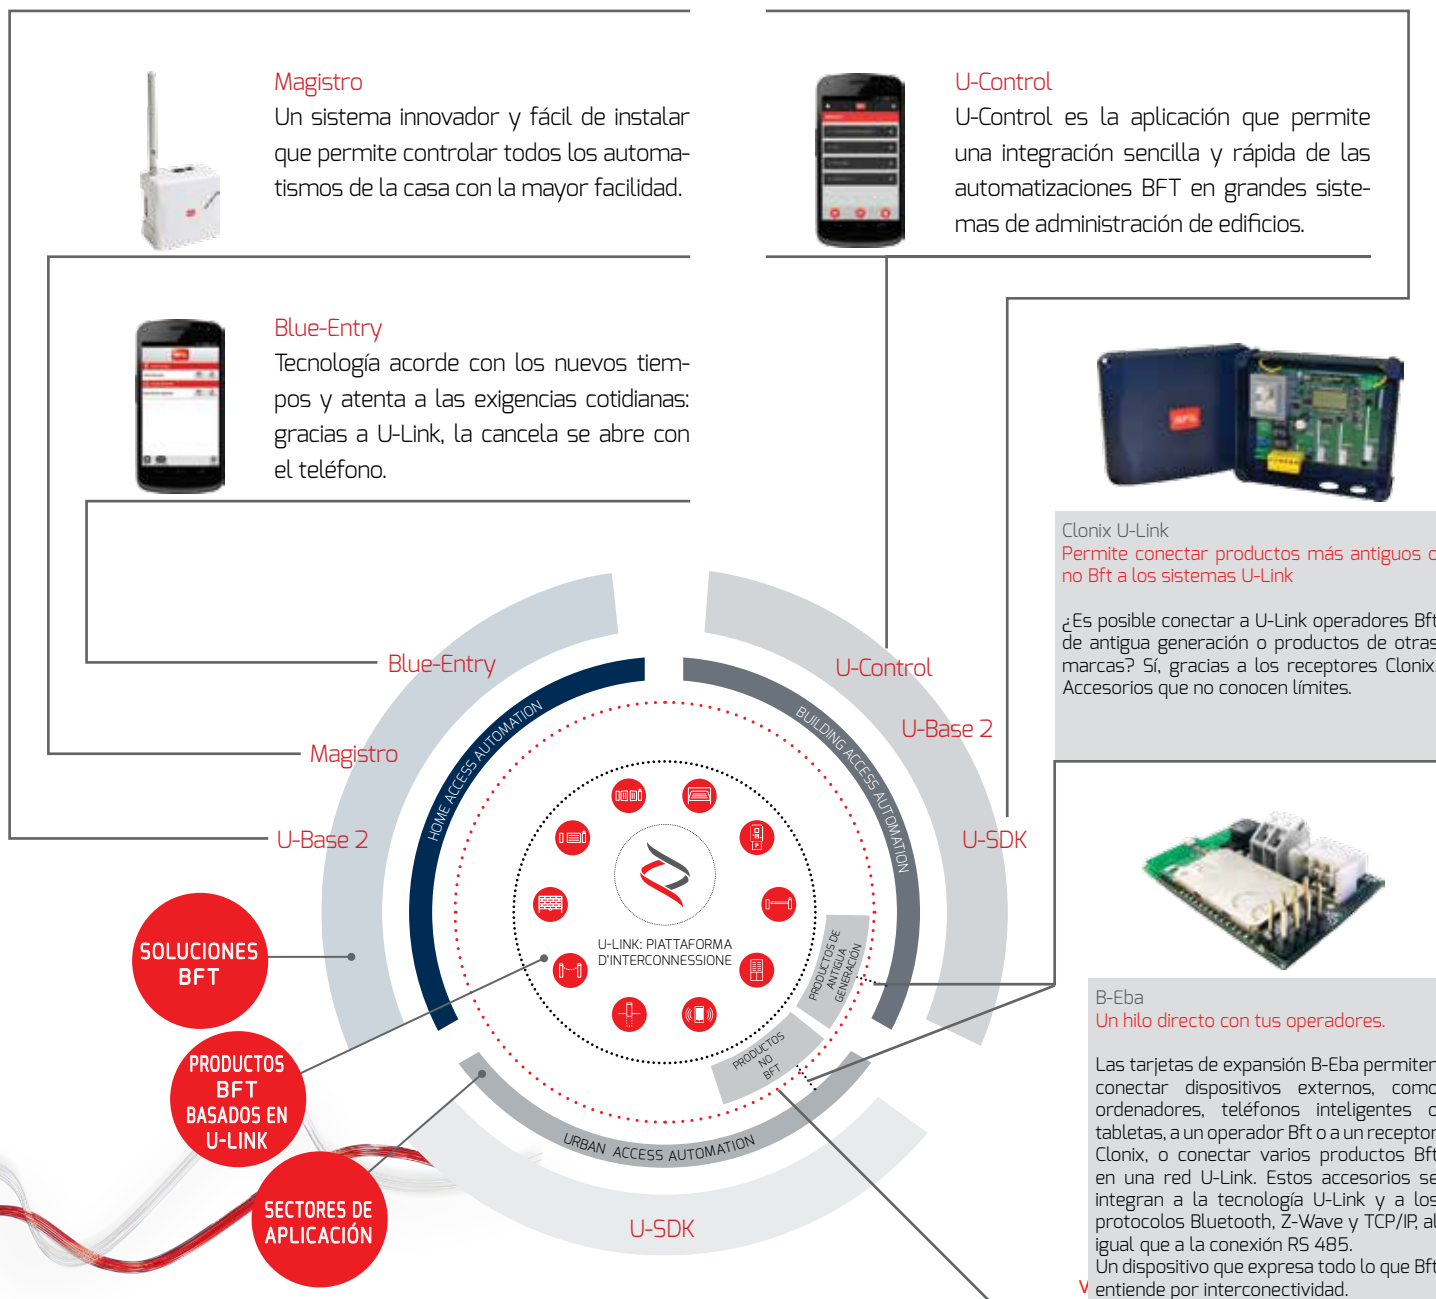 Magistro
Un sistema innovador y fácil de instalar
que permite controlar todos los automa-
tismos de la casa con la mayor facilidad.
U-Control
U-Control es la aplicación que permite
una integración sencilla y rápida de las
automatizaciones BFT en grandes siste-
mas de administración de edificios.
Blue-Entry
Tecnología acorde con los nuevos tiem-
pos y atenta a las exigencias cotidianas:
gracias a U-Link, la cancela se abre con
el teléfono.
Clonix U-Link
Permite conectar productos más antiguos o
no Bft a los sistemas U-Link
¿Es posible conectar a U-Link operadores Bft
de antigua generación o productos de otras
marcas? Sí, gracias a los receptores Clonix.
Accesorios que no conocen límites.
Blue-Entry
Magistro
U-Base 2
U-Control
U-Base 2
U-SDK
HOME ACCESS AUTOMATION
BUILDING ACCESS AUTOMATION
URBAN ACCESS AUTOMATION
U-SDK
U-LINK: PIATTAFORMA
D'INTERCONNESSIONE
PRODUCTOS DE
ANTIGUA
GENERACIÓN
PRODUCTOS
NO
BFT
SOLUCIONES
BFT
PRODUCTOS
BFT
BASADOS EN
U-LINK
SECTORES DE
APLICACIÓN
B-Eba
Un hilo directo con tus operadores.
Las tarjetas de expansión B-Eba permiten
conectar dispositivos externos, como
ordenadores, teléfonos inteligentes o
tabletas, a un operador Bft o a un receptor
Clonix, o conectar varios productos Bft
en una red U-Link. Estos accesorios se
integran a la tecnología U-Link y a los
protocolos Bluetooth, Z-Wave y TCP/IP, al
igual que a la conexión RS 485.
Un dispositivo que expresa todo lo que Bft
entiende por interconectividad.